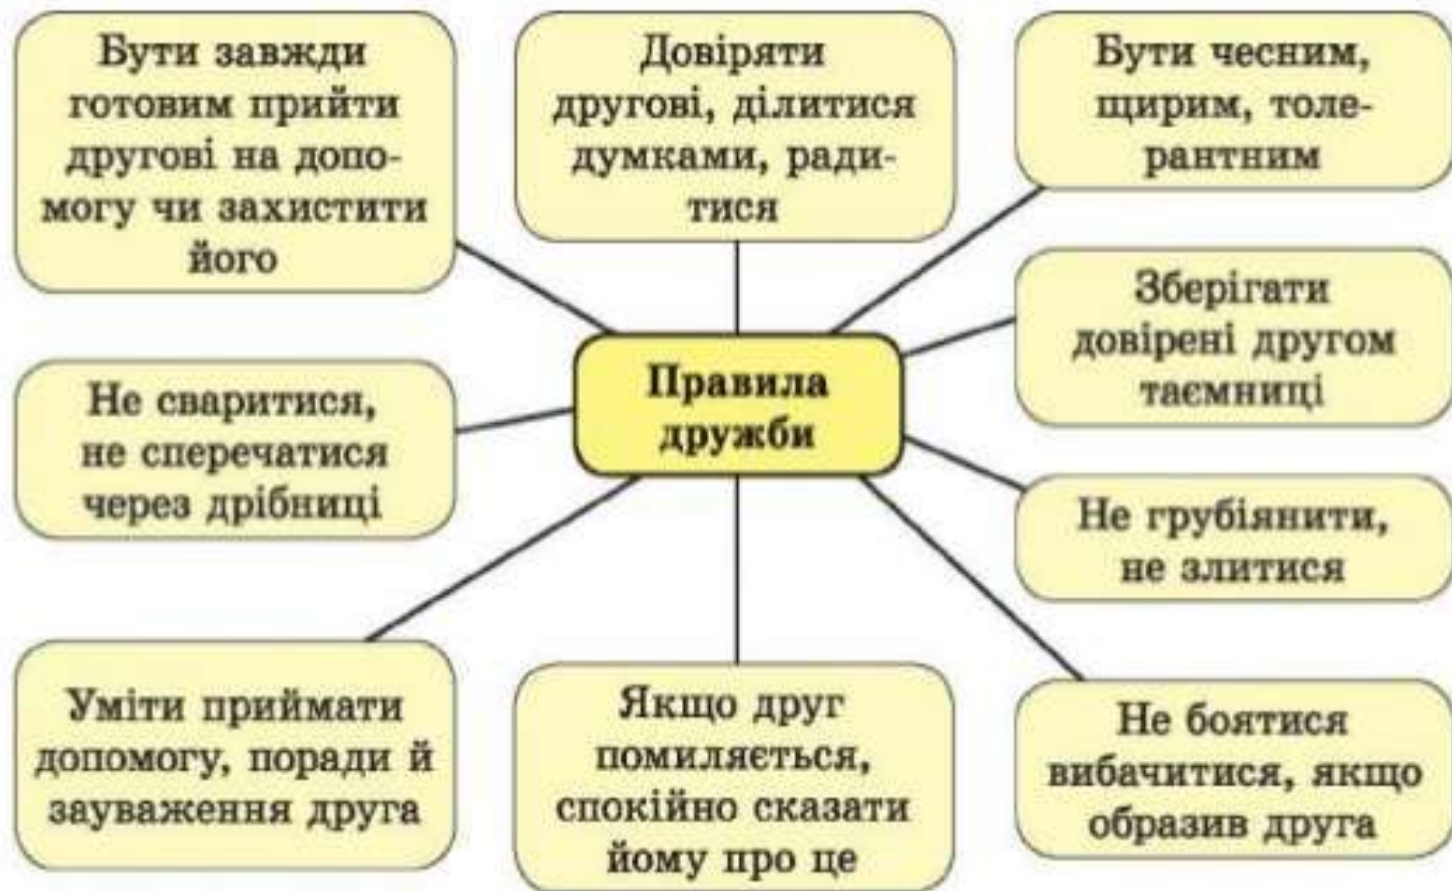 Бути завжди
готовим прийти
другові на допо-
могу чи захистити
його
Довіряти
другові, ділитися
думками, ради-
тися
Бути чесним,
щирим, толе-
рантним
Зберігати
довірені другом
таємниці
Правила
дружби
Не сваритися,
не сперечатися
через дрібниці
Не грубіянити,
не злитися
Уміти приймати
допомогу, поради й
зауваження друга
Якщо друг
помиляється,
спокійно сказати
йому про це
Не боятися
вибачитися, якщо
образив друга